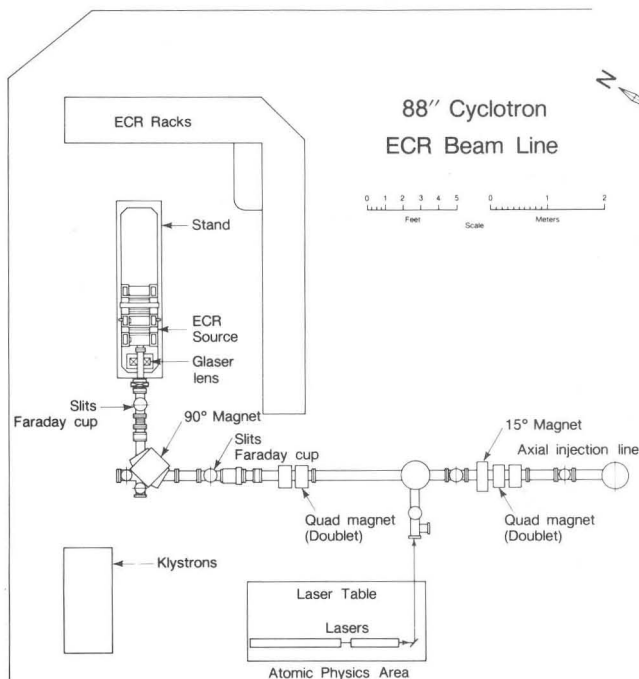 N
88″ Cyclotron
ECR Beam Line
ECR Racks
0 1 2 3 4 5
Feet
Scale
0 1 2
Meters
Stand
ECR
Source
Glaser
lens
Slits
Faraday cup
90° Magnet
Slits
Faraday cup
15° Magnet
Axial injection line
Quad magnet
(Doublet)
Quad magnet
(Doublet)
Klystrons
Laser Table
Lasers
Atomic Physics Area